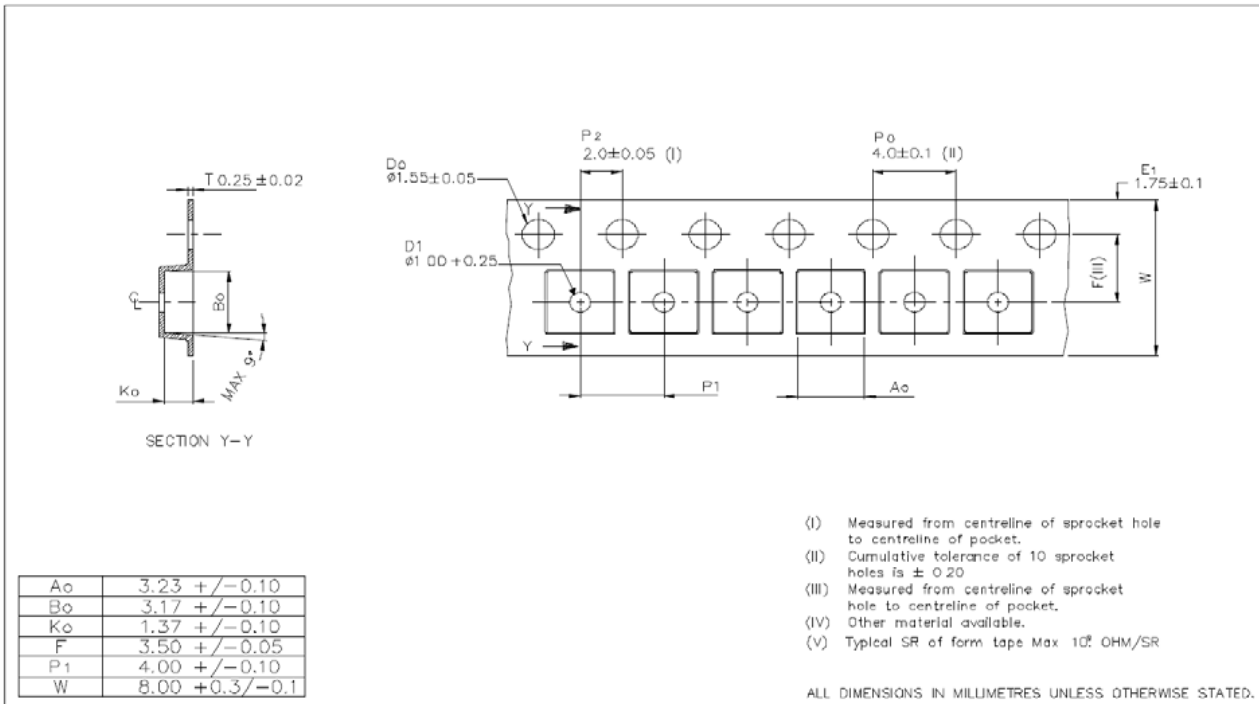 P2
2.0±0.05 (I)
Po
4.0±0.1 (II)
E1
1.75±0.1
Do
ø1.55±0.05
T 0.25±0.02
Y
D1
ø1.00 +0.25
F(III)
W
Bo
Y
MAX 9°
Ko
P1
Ao
SECTION Y-Y
(I) Measured from centreline of sprocket hole
to centreline of pocket.
(II) Cumulative tolerance of 10 sprocket
holes is ± 0.20
(III) Measured from centreline of sprocket
hole to centreline of pocket.
(IV) Other material available.
(V) Typical SR of form tape Max 10⁹ OHM/SR
Ao 3.23 +/-0.10
Bo 3.17 +/-0.10
Ko 1.37 +/-0.10
F 3.50 +/-0.05
P1 4.00 +/-0.10
W 8.00 +0.3/-0.1
ALL DIMENSIONS IN MILLIMETRES UNLESS OTHERWISE STATED.